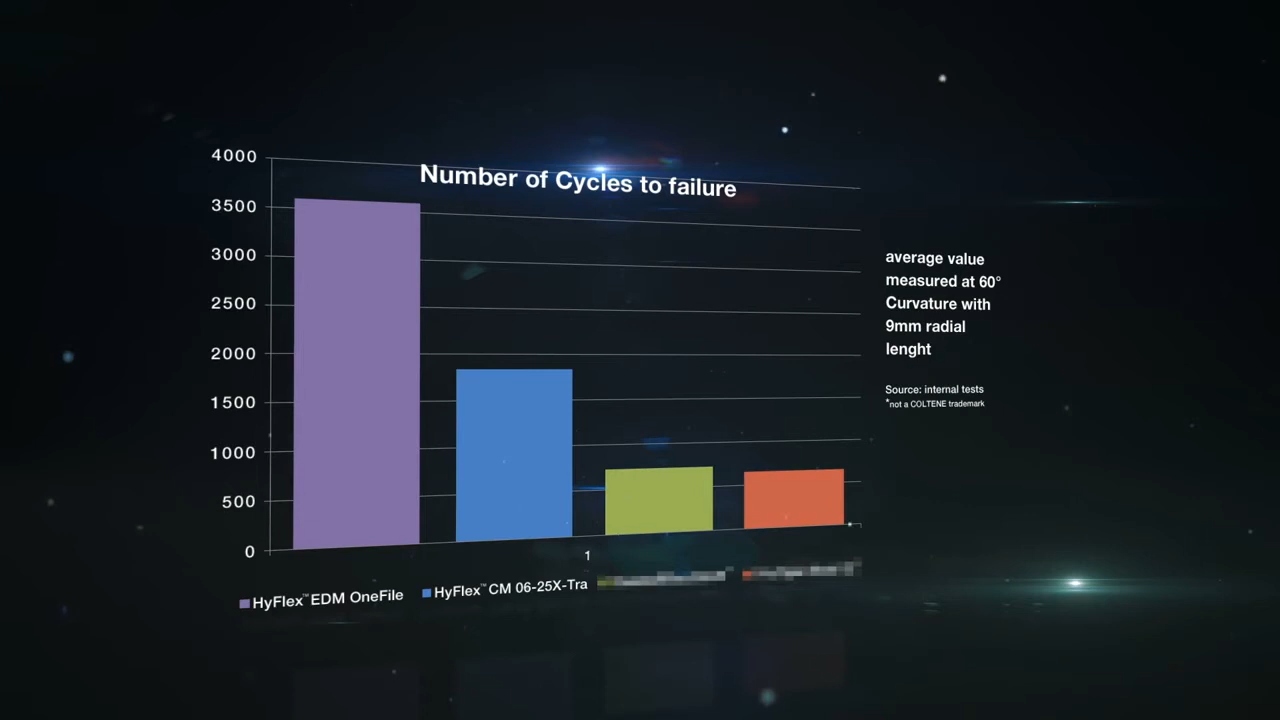 Number of Cycles to failure
4000
3500
3000
2500
2000
1500
1000
500
0
1
HyFlex™ EDM OneFile
HyFlex™ CM 06-25X-Tra
average value
measured at 60°
Curvature with
9mm radial
lenght
Source: internal tests
*not a COLTENE trademark